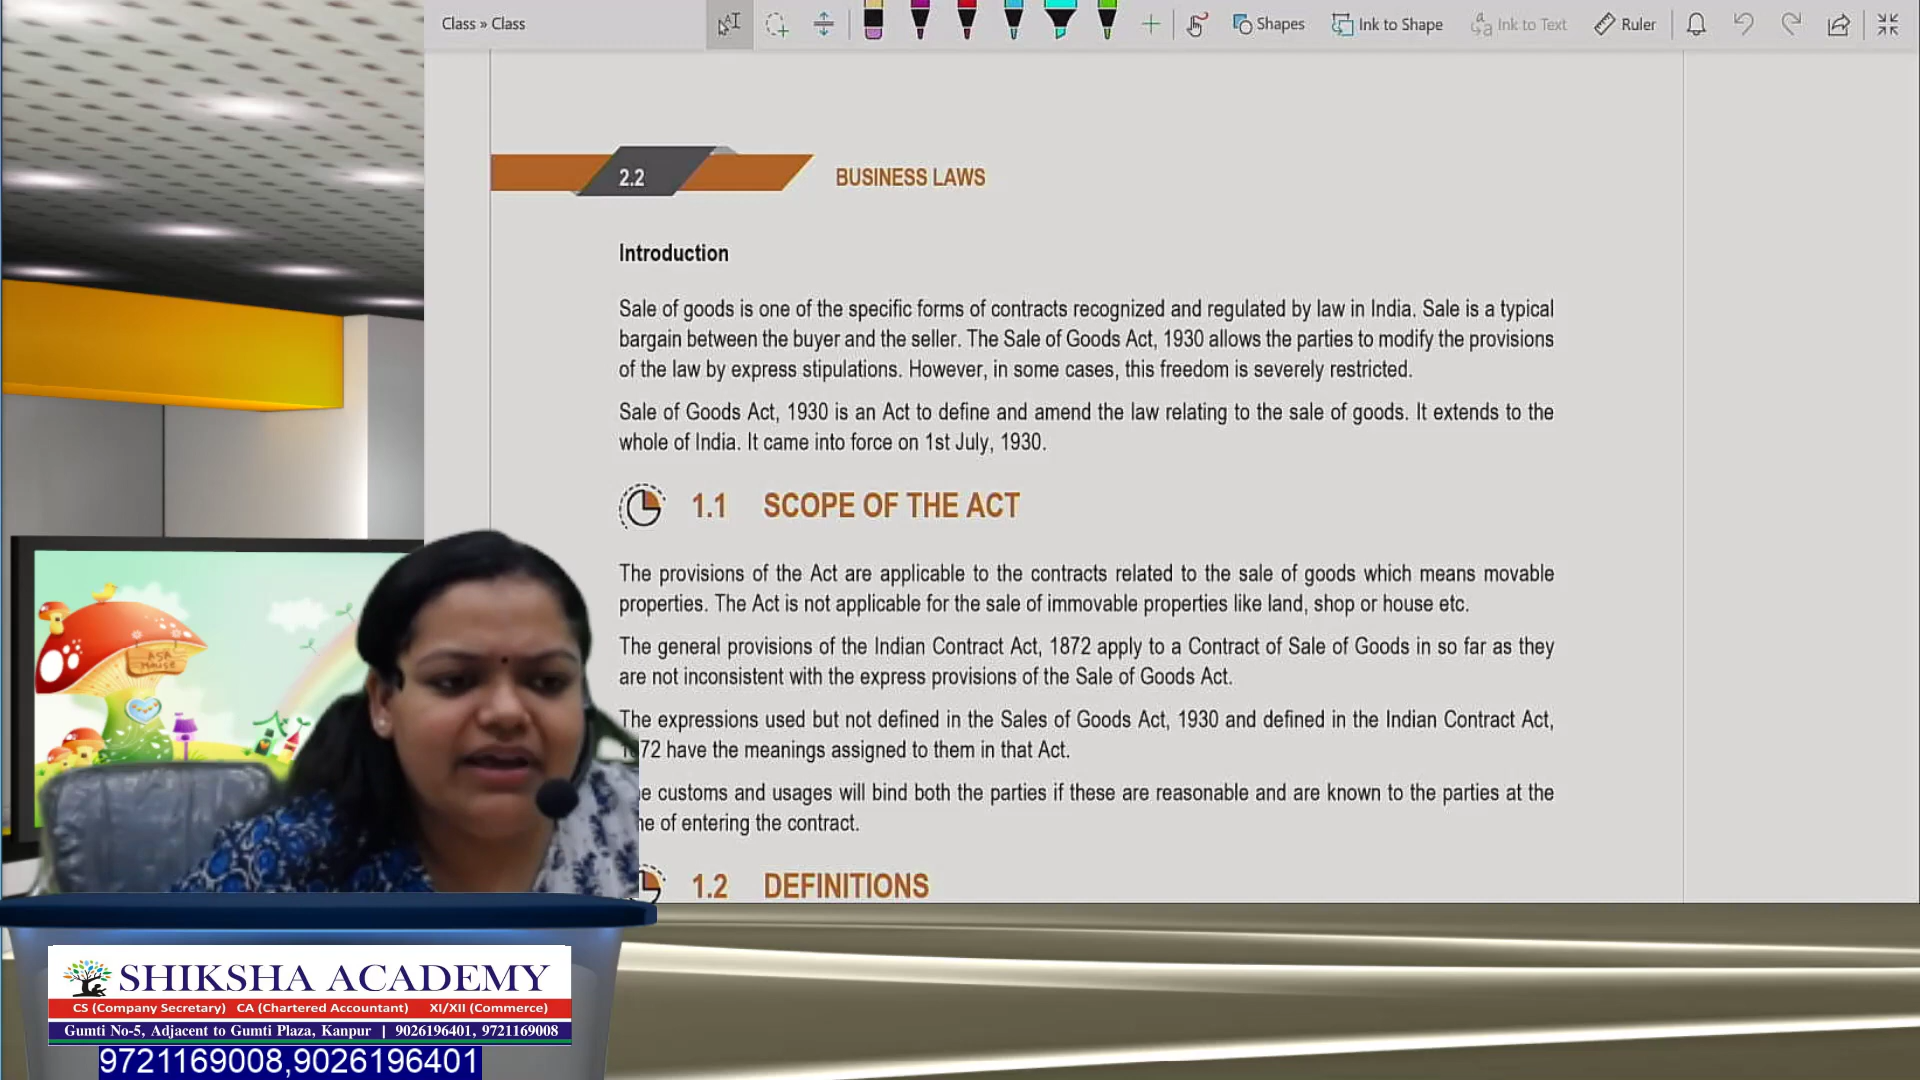 Class » Class
Shapes
Ink to Shape
Ink to Text
Ruler
2.2
BUSINESS LAWS
Introduction
Sale of goods is one of the specific forms of contracts recognized and regulated by law in India. Sale is a typical
bargain between the buyer and the seller. The Sale of Goods Act, 1930 allows the parties to modify the provisions
of the law by express stipulations. However, in some cases, this freedom is severely restricted.
Sale of Goods Act, 1930 is an Act to define and amend the law relating to the sale of goods. It extends to the
whole of India. It came into force on 1st July, 1930.
1.1 SCOPE OF THE ACT
The provisions of the Act are applicable to the contracts related to the sale of goods which means movable
properties. The Act is not applicable for the sale of immovable properties like land, shop or house etc.
The general provisions of the Indian Contract Act, 1872 apply to a Contract of Sale of Goods in so far as they
are not inconsistent with the express provisions of the Sale of Goods Act.
The expressions used but not defined in the Sales of Goods Act, 1930 and defined in the Indian Contract Act,
1872 have the meanings assigned to them in that Act.
customs and usages will bind both the parties if these are reasonable and are known to the parties at the
of entering the contract.
1.2 DEFINITIONS
ASA
House
SHIKSHA ACADEMY
CS (Company Secretary) CA (Chartered Accountant) XI/XII (Commerce)
Gumti No-5, Adjacent to Gumti Plaza, Kanpur | 9026196401, 9721169008
9721169008,9026196401